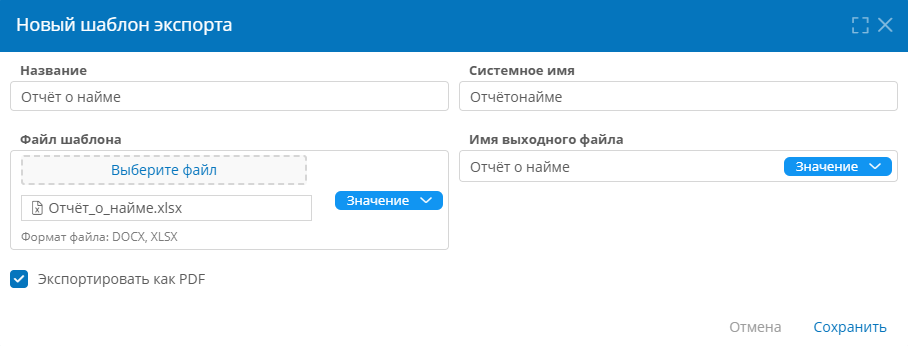 Новый шаблон экспорта
Название
Системное имя
Отчёт о найме
Отчётонайме
Файл шаблона
Имя выходного файла
Выберите файл
Отчёт о найме
Значение
Отчёт_о_найме.xlsx
Значение
Формат файла: DOCX, XLSX
Экспортировать как PDF
Отмена
Сохранить